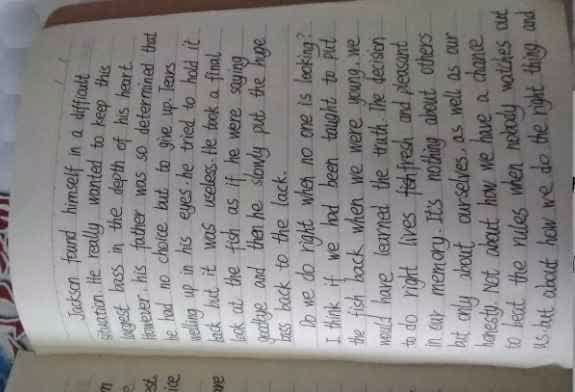 Jackson found himself in a difficult
situation. He really wanted to keep this
largest bass in the depth of his heart.
however his father was so determined that
he had no choice but to give up. Tears
welling up in his eyes. he tried to hold it
back but it was useless. He took a final
look at the fish as if he were saying
goodbye and then he slowly put the huge
bass back to the lack.
Do we do right when no one is looking?
I think if we had been taught to put
the fish back when we were young. we
would have learned the truth. The decision
to do right lives fresh and pleasant
in our memory. It's nothing about others
but only about ourselves, as well as our
honesty. Not about how we have a chance
to beat the rules when nobody watches out
us. but about how we do the right thing and